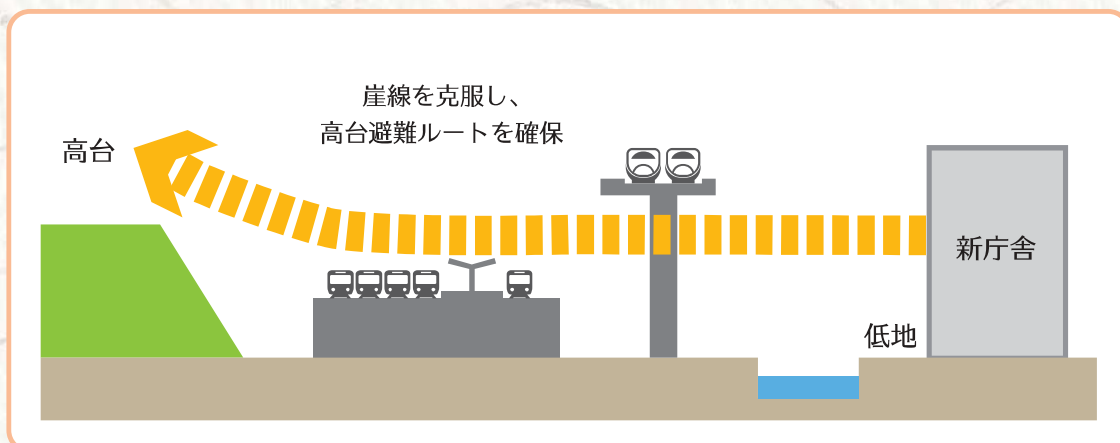 崖線を克服し、
高台避難ルートを確保
高台
新庁舎
低地